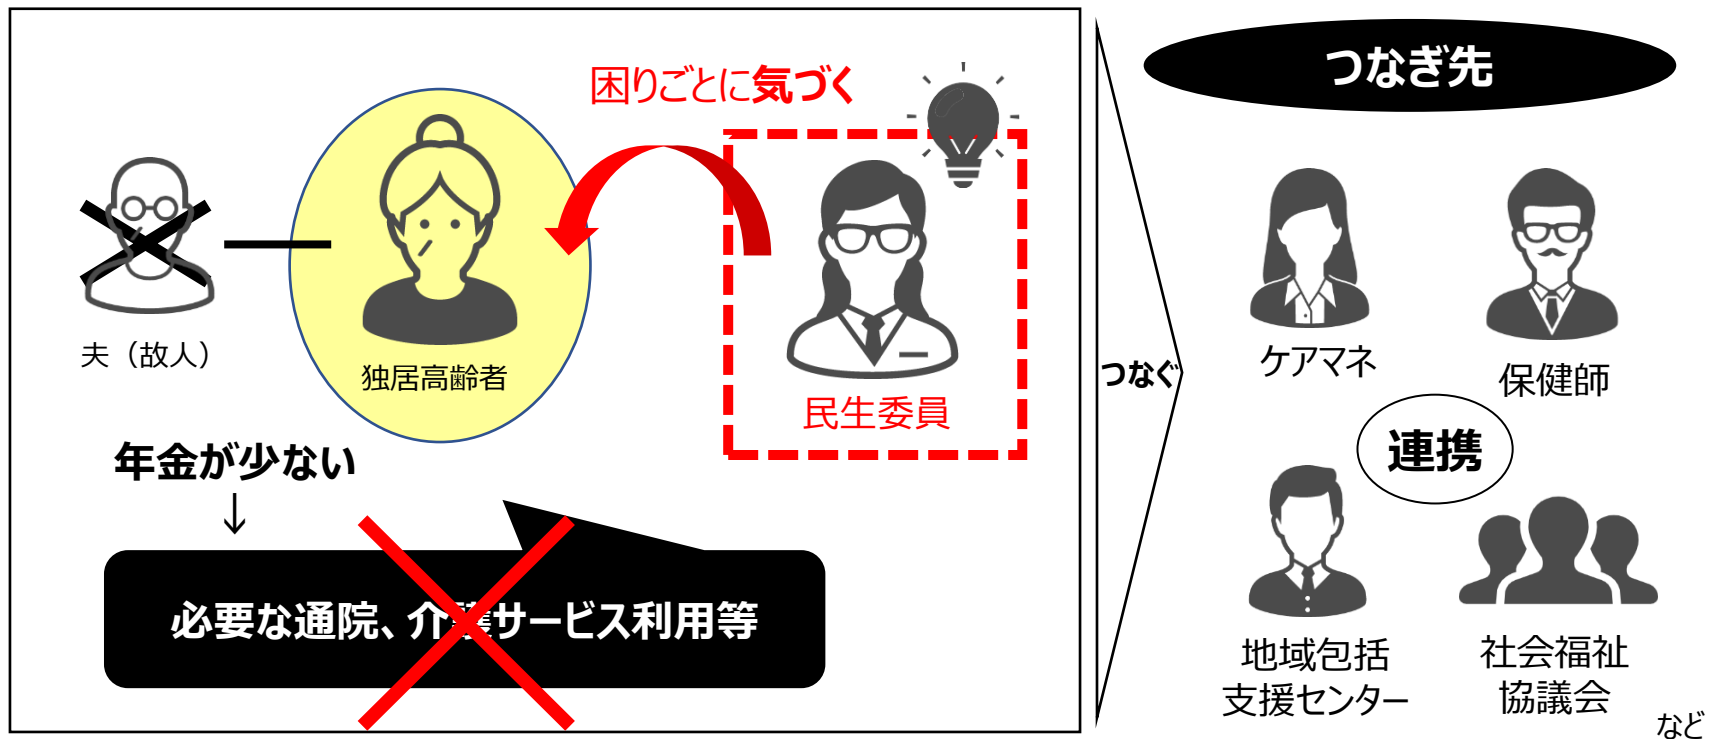 困りごとに気づく
夫（故人）
独居高齢者
民生委員
年金が少ない
↓
必要な通院、介護サービス利用等
つなぐ
つなぎ先
ケアマネ
保健師
連携
地域包括
支援センター
社会福祉
協議会
など